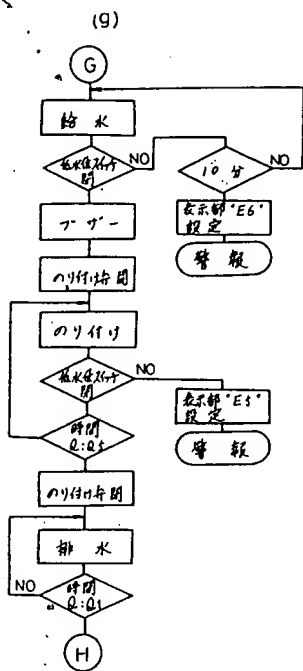 (g)
G
給水
低水位スイッチ
閉
NO
10分
NO
ブザー
表示部"E6"
設定
警報
のり付け弁開
のり付け
低水位スイッチ
NO
表示部"E5"
設定
警報
時間
Q:Q5
のり付け弁閉
排水
NO
時間
H